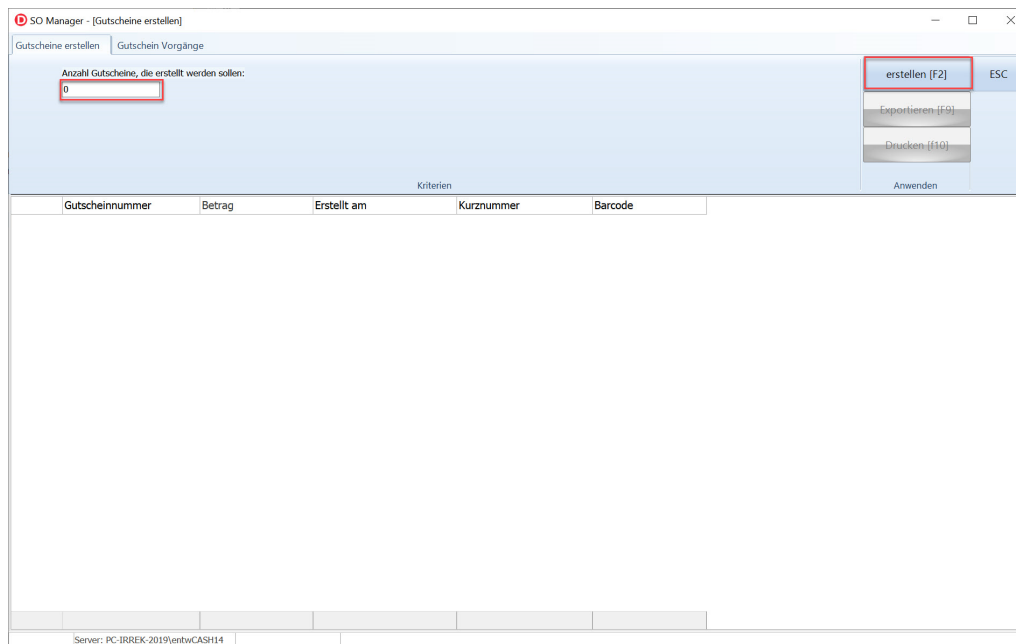 SO Manager - [Gutscheine erstellen]
Gutscheine erstellen Gutschein Vorgänge
Anzahl Gutscheine, die erstellt werden sollen:
0
erstellen [F2] ESC
Exportieren [F9]
Drucken [f10]
Kriterien Anwenden
Gutscheinnummer Betrag Erstellt am Kurznummer Barcode
Server: PC-IRREK-2019\entwCASH14